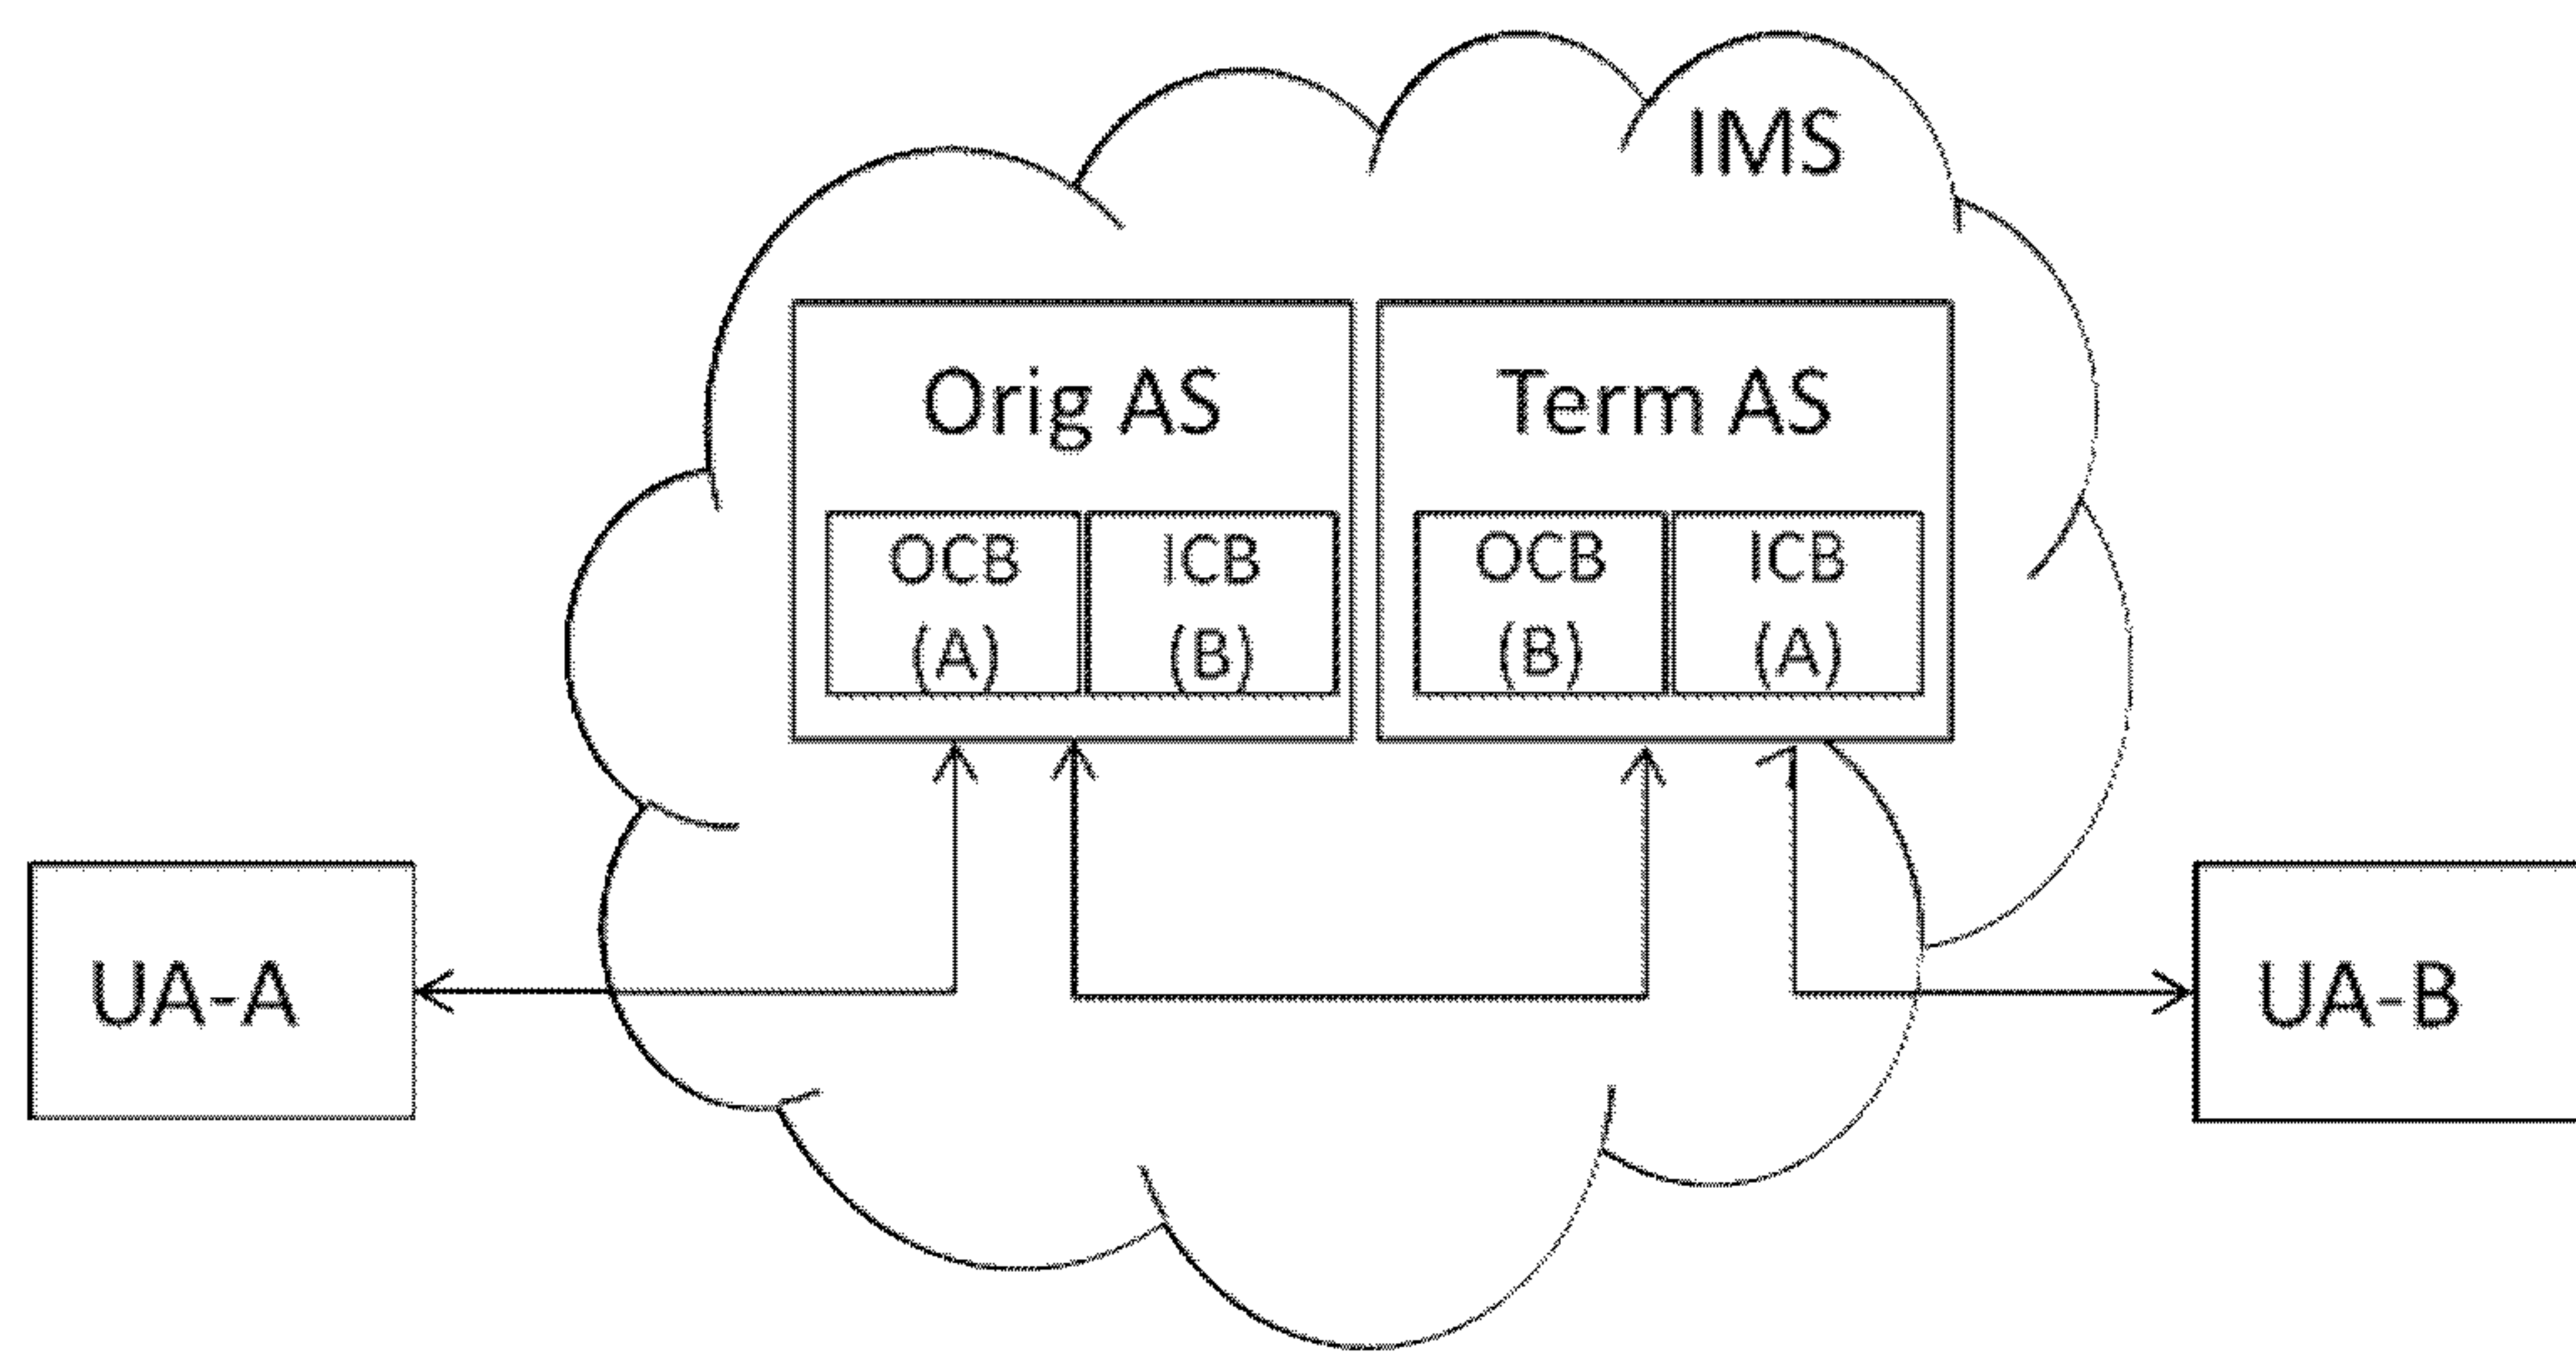 IMS
Orig AS
Term AS
OCB
(A)
ICB
(B)
OCB
(B)
ICB
(A)
UA-A
UA-B